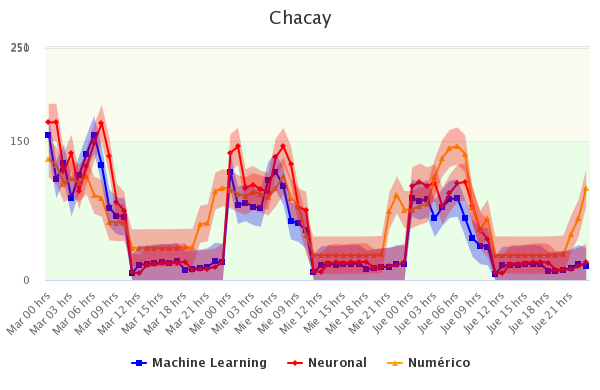 Chacay
150
0
Mar 00 hrs
Mar 03 hrs
Mar 06 hrs
Mar 09 hrs
Mar 12 hrs
Mar 15 hrs
Mar 18 hrs
Mar 21 hrs
Mie 00 hrs
Mie 03 hrs
Mie 06 hrs
Mie 09 hrs
Mie 12 hrs
Mie 15 hrs
Mie 18 hrs
Mie 21 hrs
Jue 00 hrs
Jue 03 hrs
Jue 06 hrs
Jue 09 hrs
Jue 12 hrs
Jue 15 hrs
Jue 18 hrs
Jue 21 hrs
Machine Learning Neuronal Numérico